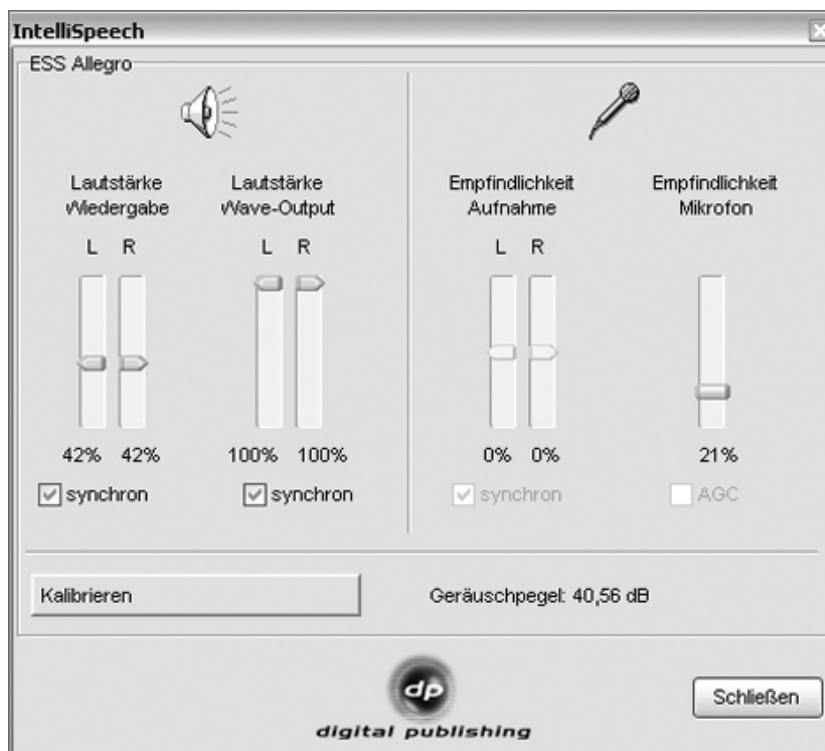 IntelliSpeech
ESS Allegro
Lautstärke
Wiedergabe
L R
42% 42%
synchron
Lautstärke
Wave-Output
L R
100% 100%
synchron
Empfindlichkeit
Aufnahme
L R
0% 0%
synchron
Empfindlichkeit
Mikrofon
21%
AGC
Kalibrieren
Geräuschpegel: 40,56 dB
dp
digital publishing
Schließen